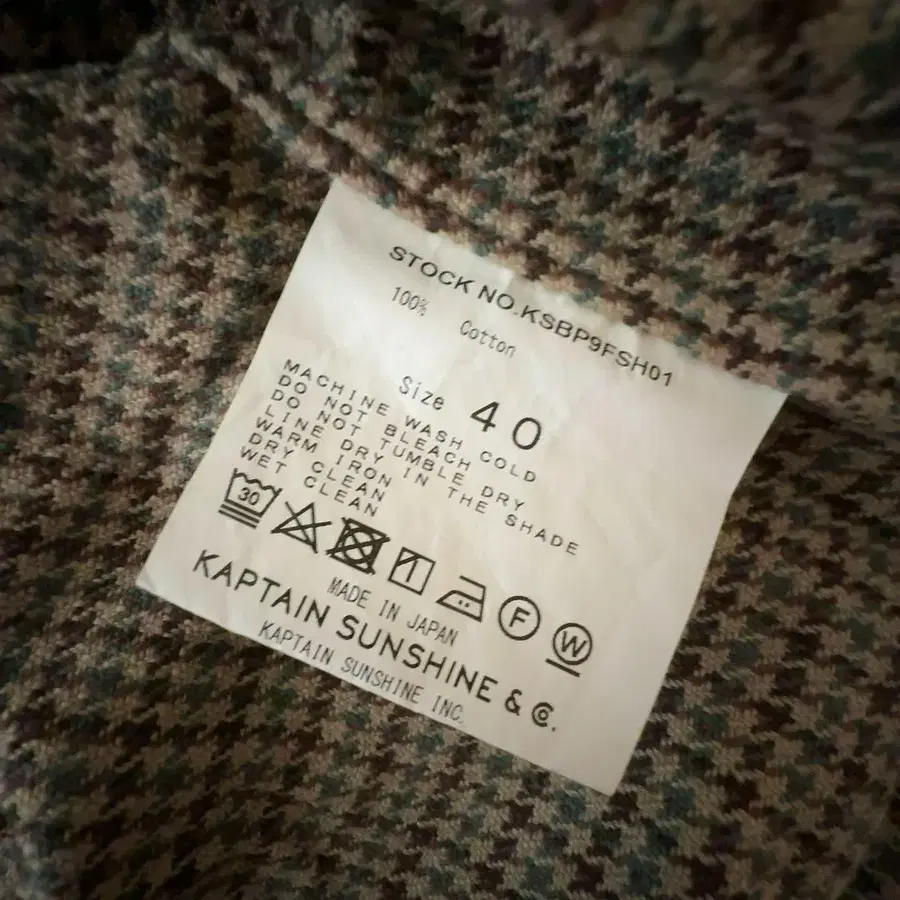 STOCK NO.KSBP9FSH01
100% Cotton
Size 40
MACHINE WASH COLD
DO NOT BLEACH
DO NOT TUMBLE DRY
LINE DRY IN THE SHADE
WARM IRON
DRY CLEAN
WET CLEAN
30 F W
MADE IN JAPAN
KAPTAIN SUNSHINE & Co.
KAPTAIN SUNSHINE INC.